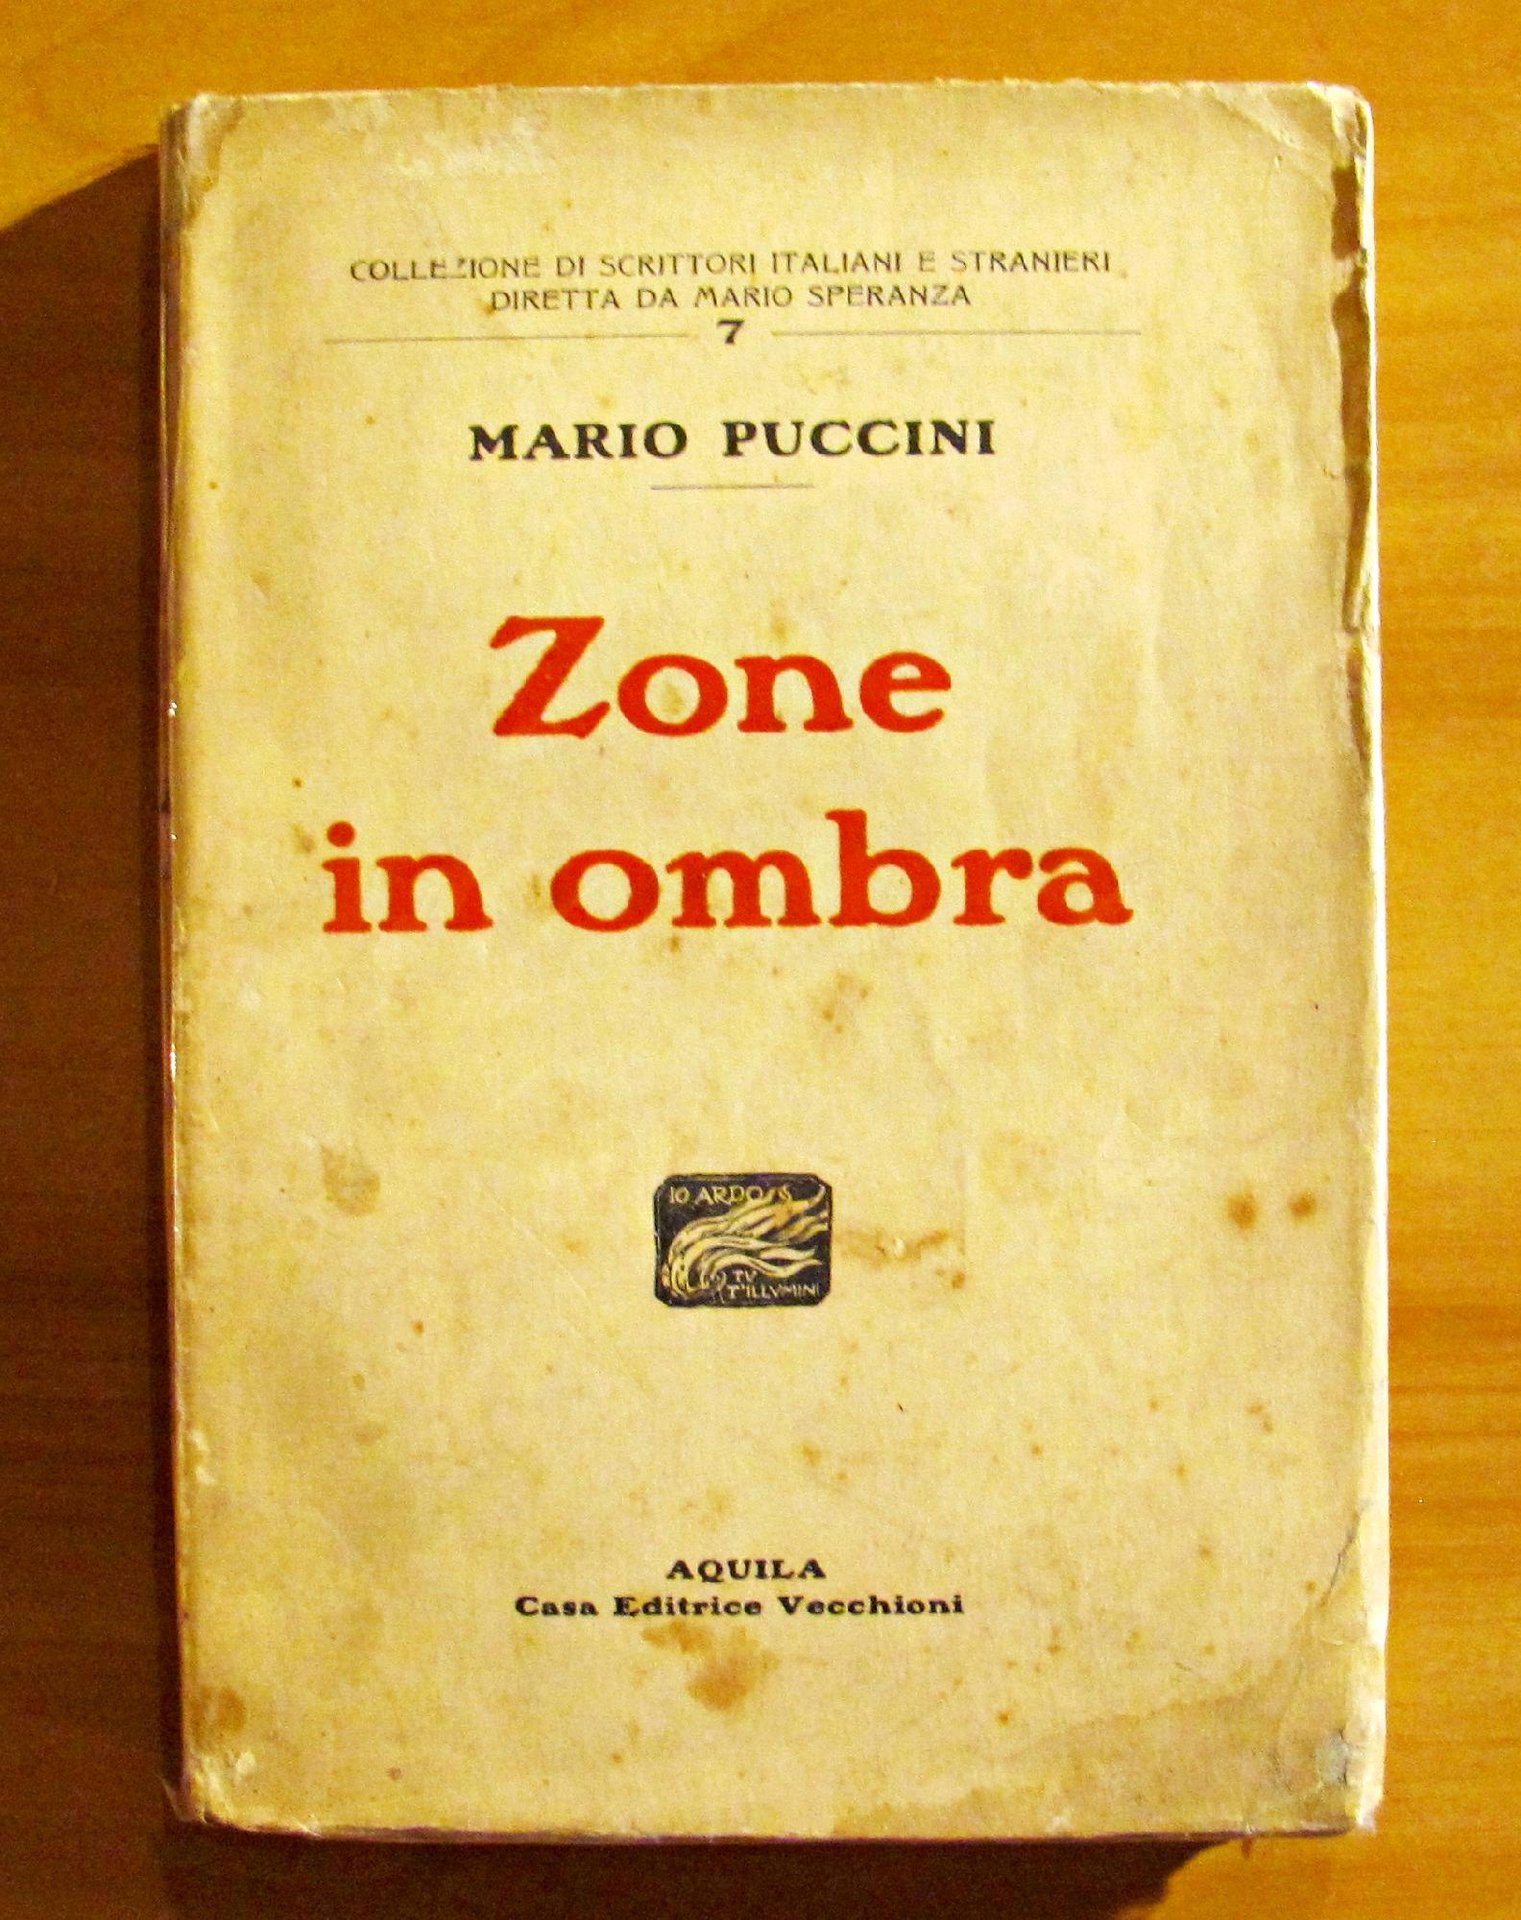 COLLEZIONE DI SCRITTORI ITALIANI E STRANIERI
DIRETTA DA MARIO SPERANZA
7
MARIO PUCCINI
Zone
in ombra
IO ARDO
TV
T'ILLVMINI
AQUILA
Casa Editrice Vecchioni